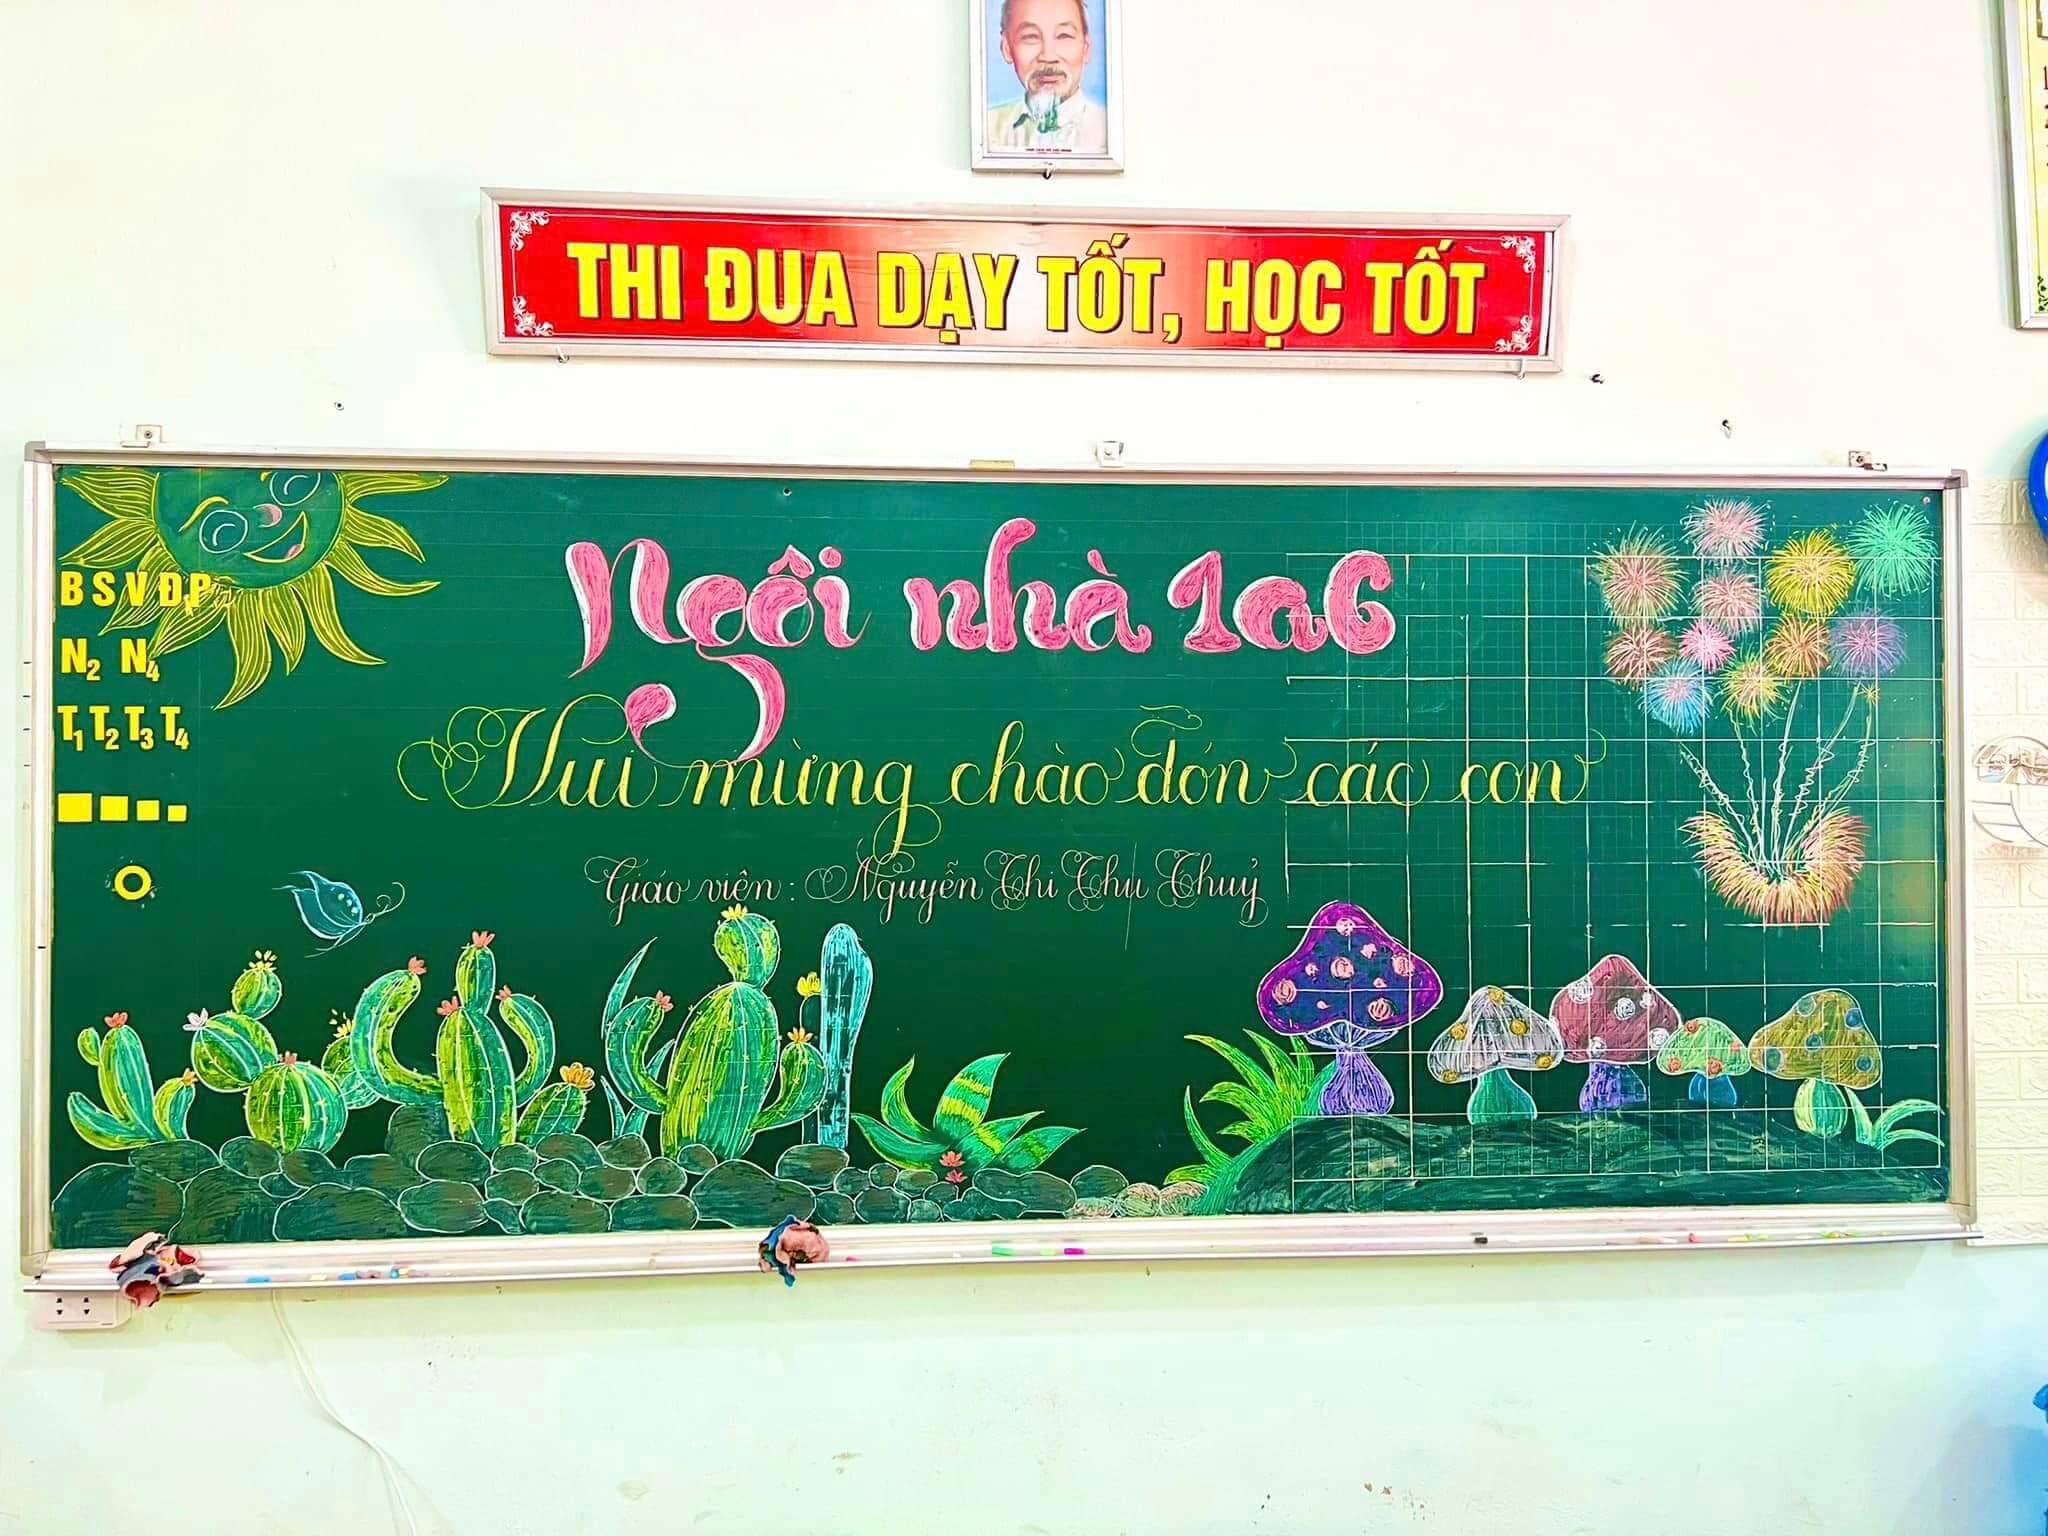 THI ĐUA DẠY TỐT, HỌC TỐT
B S V Đ P
N2 N4
T1 T2 T3 T4
Ngôi nhà 1a6
Vui mừng chào đón các con
Giáo viên: Nguyễn Thi Thu Thuỷ